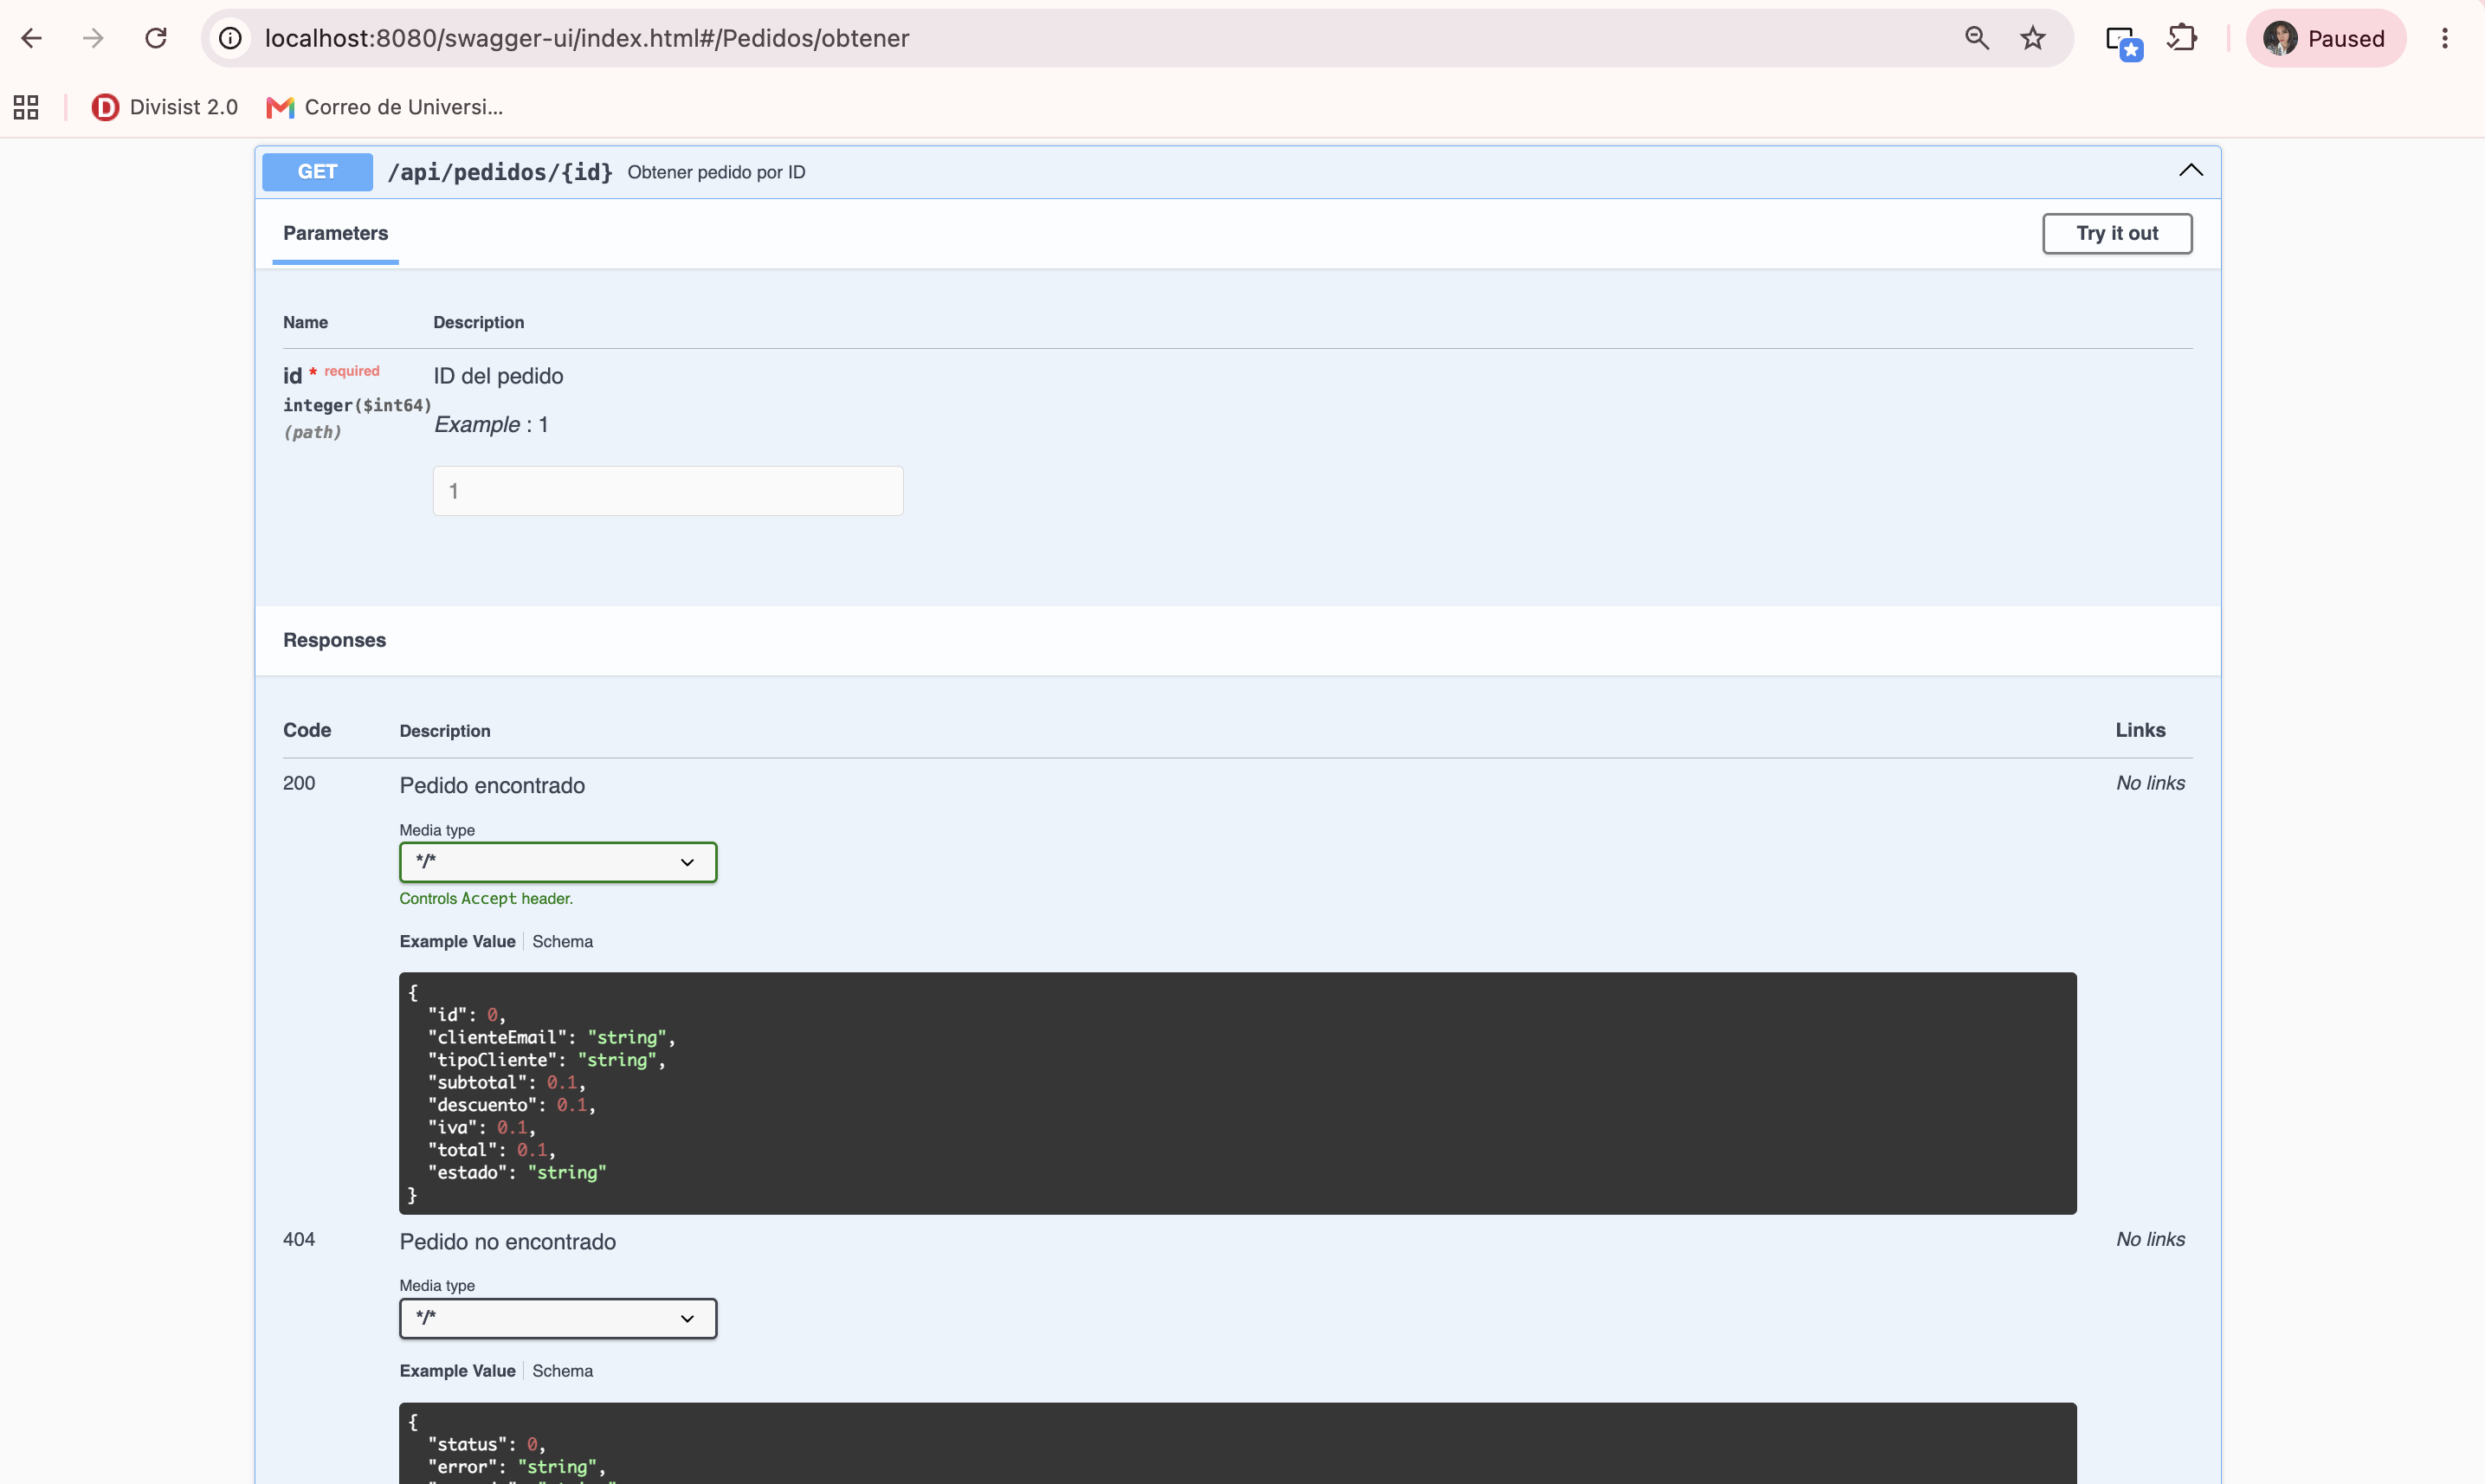 localhost:8080/swagger-ui/index.html#/Pedidos/obtener
Paused
Divisist 2.0
Correo de Universi...
GET /api/pedidos/{id} Obtener pedido por ID
Parameters
Try it out
Name Description
id * required
integer($int64)
(path)
ID del pedido
Example : 1
1
Responses
Code Description Links
200 Pedido encontrado No links
Media type
*/*
Controls Accept header.
Example Value Schema
{
"id": 0,
"clienteEmail": "string",
"tipoCliente": "string",
"subtotal": 0.1,
"descuento": 0.1,
"iva": 0.1,
"total": 0.1,
"estado": "string"
}
404 Pedido no encontrado No links
Media type
*/*
Example Value Schema
{
"status": 0,
"error": "string",